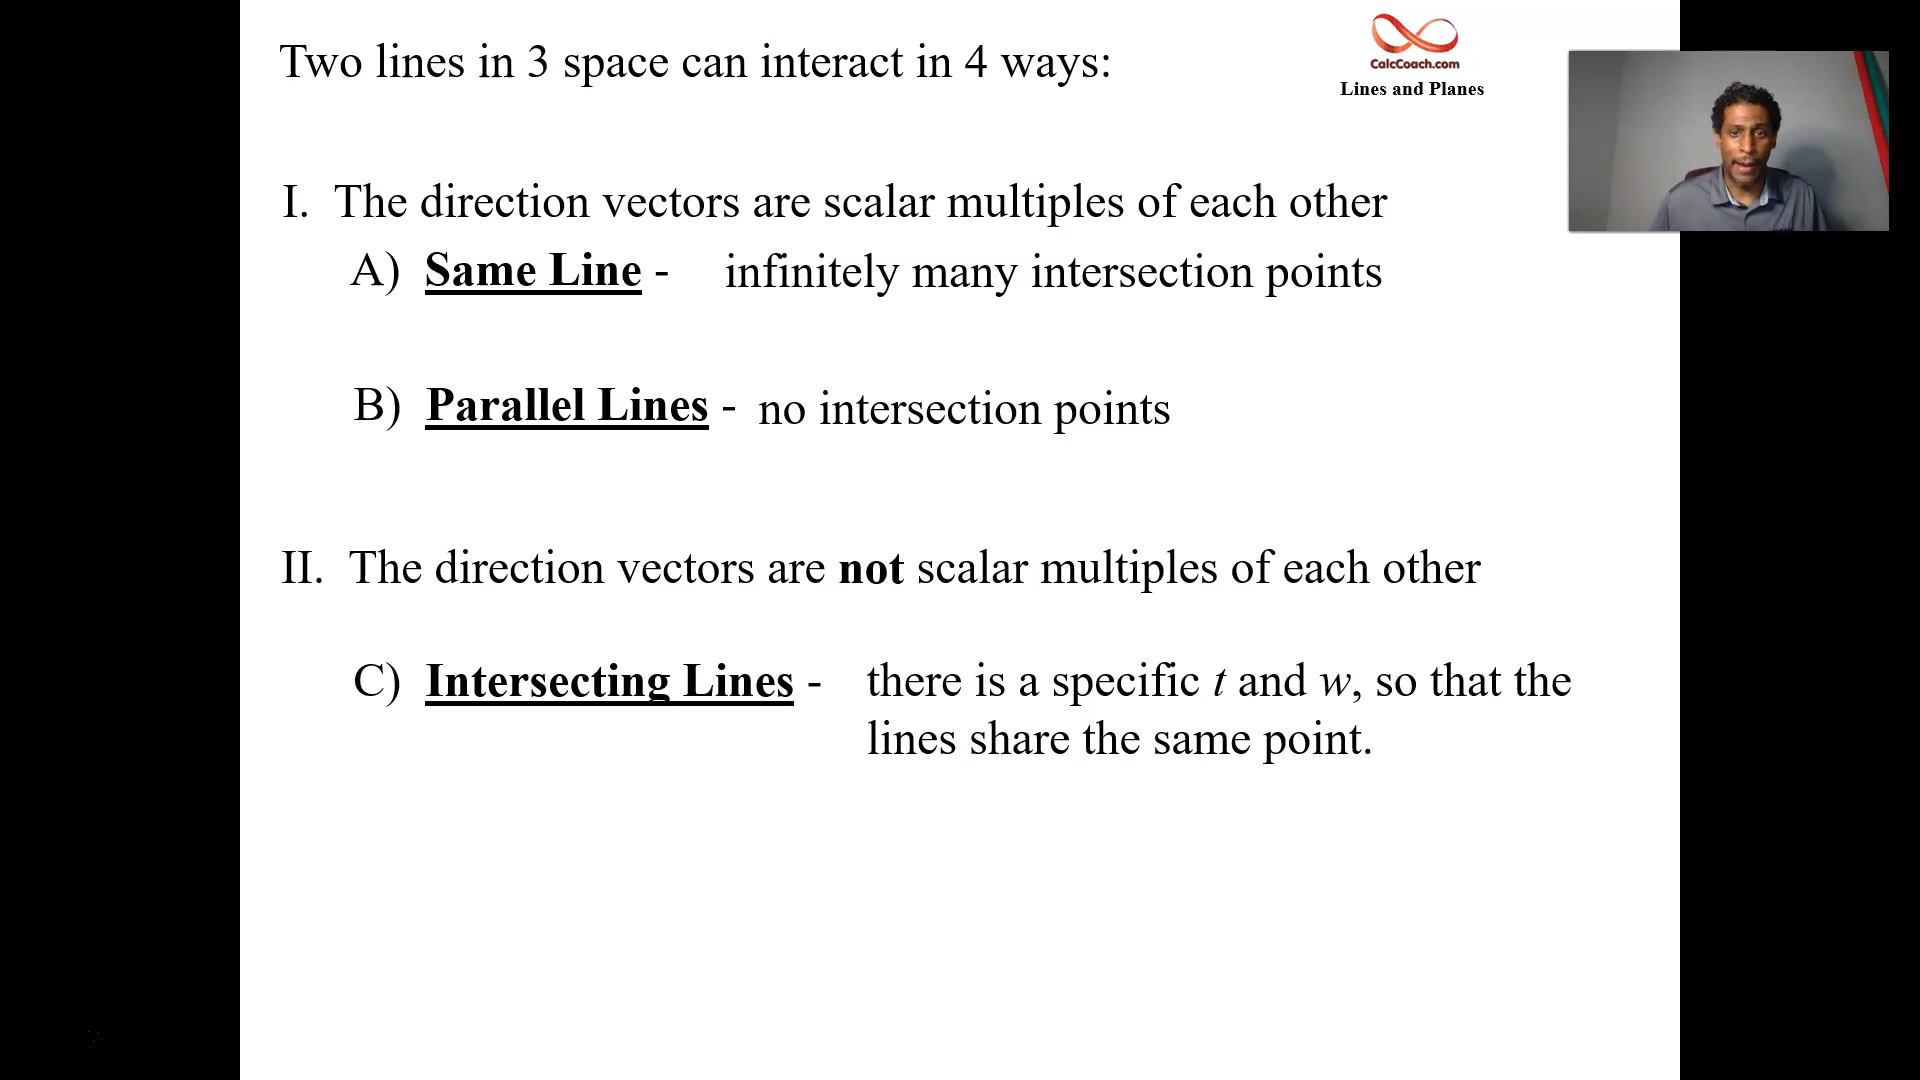 Two lines in 3 space can interact in 4 ways:
CalcCoach.com
Lines and Planes
I. The direction vectors are scalar multiples of each other
A) Same Line - infinitely many intersection points
B) Parallel Lines - no intersection points
II. The direction vectors are not scalar multiples of each other
C) Intersecting Lines - there is a specific t and w, so that the
lines share the same point.